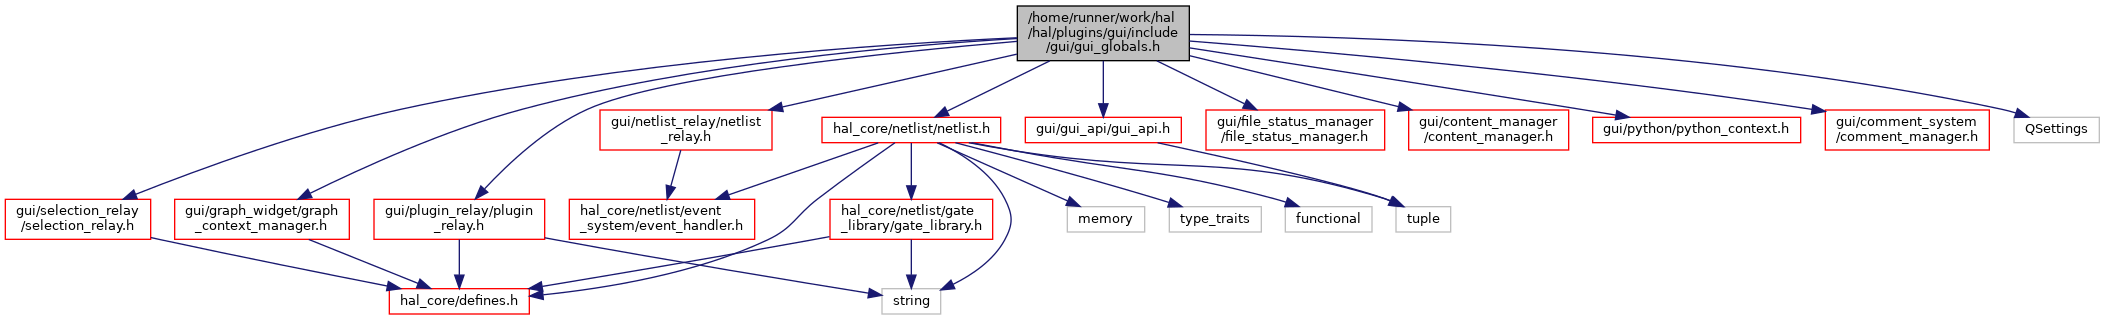 /home/runner/work/hal
/hal/plugins/gui/include
/gui/gui_globals.h
gui/netlist_relay/netlist
_relay.h
hal_core/netlist/netlist.h
gui/gui_api/gui_api.h
gui/file_status_manager
/file_status_manager.h
gui/content_manager
/content_manager.h
gui/python/python_context.h
gui/comment_system
/comment_manager.h
QSettings
gui/selection_relay
/selection_relay.h
gui/graph_widget/graph
_context_manager.h
gui/plugin_relay/plugin
_relay.h
hal_core/netlist/event
_system/event_handler.h
hal_core/netlist/gate
_library/gate_library.h
memory
type_traits
functional
tuple
hal_core/defines.h
string